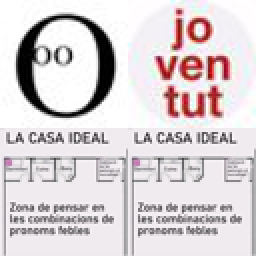 Ooo
jo
ven
tut
LA CASA IDEAL
LA CASA IDEAL
Zona de pensar en
les combinacions de
pronoms febles
Zona de pensar en
les combinacions de
pronoms febles